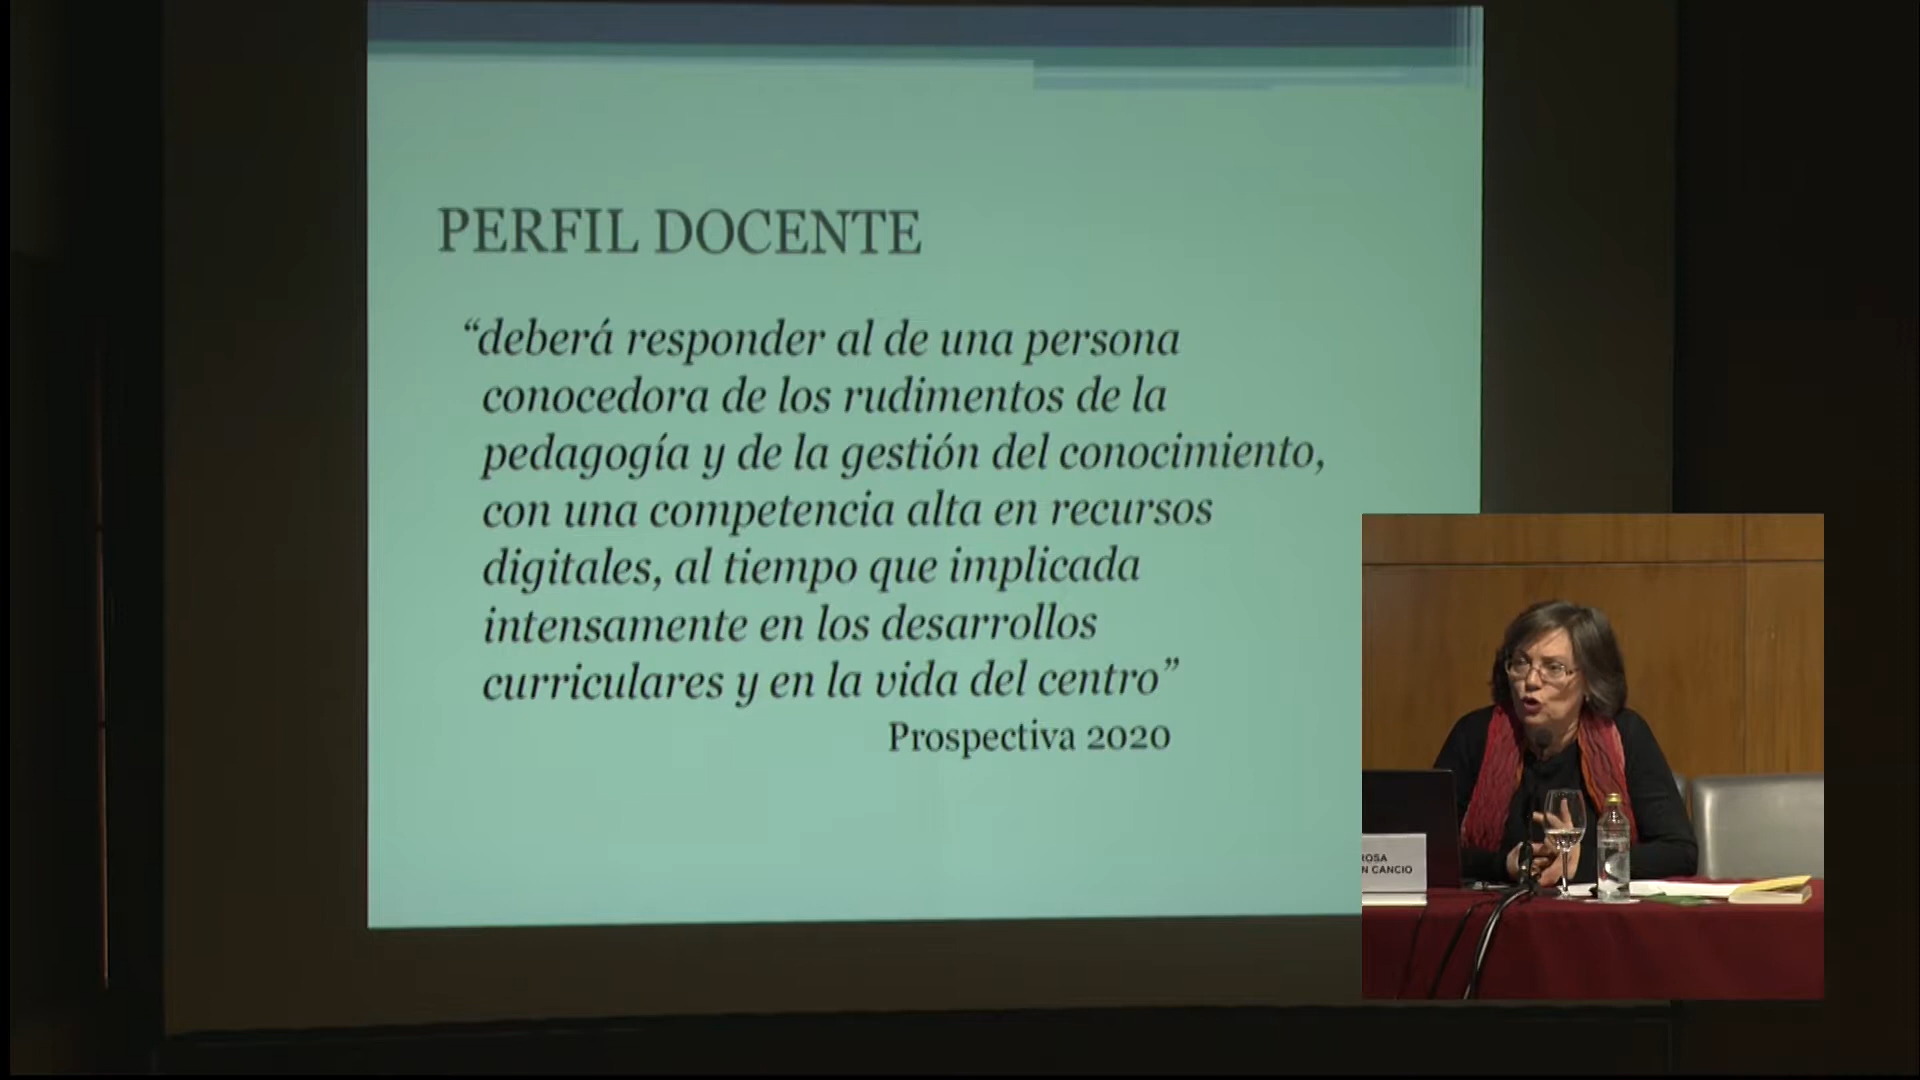 PERFIL DOCENTE
“deberá responder al de una persona
conocedora de los rudimentos de la
pedagogía y de la gestión del conocimiento,
con una competencia alta en recursos
digitales, al tiempo que implicada
intensamente en los desarrollos
curriculares y en la vida del centro”
Prospectiva 2020
ROSA
N CANCIO